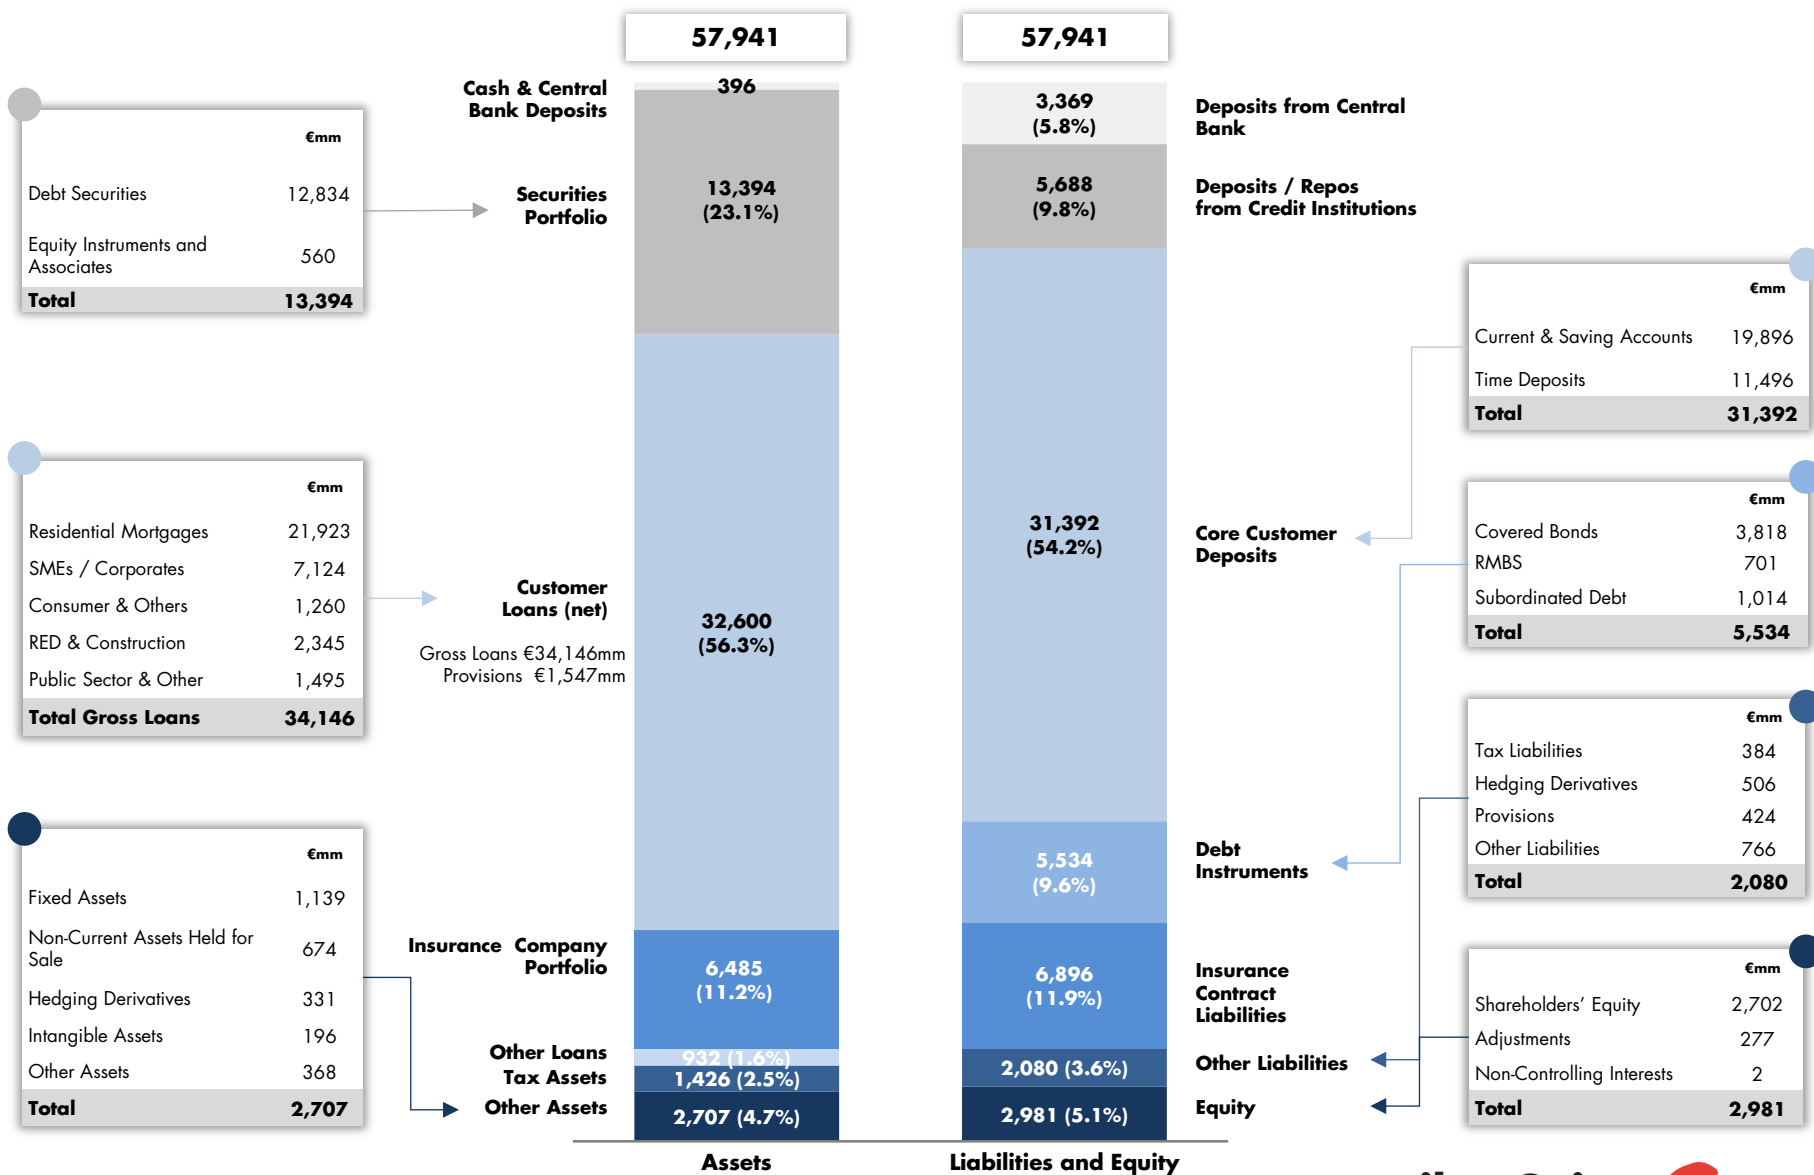 57,941
57,941
€mm
Debt Securities 12,834
Equity Instruments and
Associates 560
Total 13,394
€mm
Residential Mortgages 21,923
SMEs / Corporates 7,124
Consumer & Others 1,260
RED & Construction 2,345
Public Sector & Other 1,495
Total Gross Loans 34,146
€mm
Fixed Assets 1,139
Non-Current Assets Held for
Sale 674
Hedging Derivatives 331
Intangible Assets 196
Other Assets 368
Total 2,707
Cash & Central
Bank Deposits
Securities
Portfolio
Customer
Loans (net)
Gross Loans €34,146mm
Provisions €1,547mm
Insurance Company
Portfolio
Other Loans
Tax Assets
Other Assets
396
13,394
(23.1%)
32,600
(56.3%)
6,485
(11.2%)
932 (1.6%)
1,426 (2.5%)
2,707 (4.7%)
Assets
3,369
(5.8%)
5,688
(9.8%)
31,392
(54.2%)
5,534
(9.6%)
6,896
(11.9%)
2,080 (3.6%)
2,981 (5.1%)
Liabilities and Equity
Deposits from Central
Bank
Deposits / Repos
from Credit Institutions
Core Customer
Deposits
Debt
Instruments
Insurance
Contract
Liabilities
Other Liabilities
Equity
€mm
Current & Saving Accounts 19,896
Time Deposits 11,496
Total 31,392
€mm
Covered Bonds 3,818
RMBS 701
Subordinated Debt 1,014
Total 5,534
€mm
Tax Liabilities 384
Hedging Derivatives 506
Provisions 424
Other Liabilities 766
Total 2,080
€mm
Shareholders' Equity 2,702
Adjustments 277
Non-Controlling Interests 2
Total 2,981